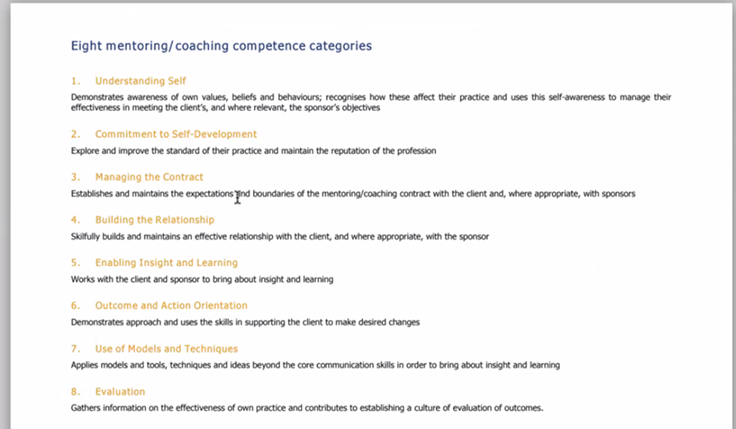 Eight mentoring/coaching competence categories
1. Understanding Self
Demonstrates awareness of own values, beliefs and behaviours; recognises how these affect their practice and uses this self-awareness to manage their
effectiveness in meeting the client's, and where relevant, the sponsor's objectives
2. Commitment to Self-Development
Explore and improve the standard of their practice and maintain the reputation of the profession
3. Managing the Contract
Establishes and maintains the expectations and boundaries of the mentoring/coaching contract with the client and, where appropriate, with sponsors
4. Building the Relationship
Skilfully builds and maintains an effective relationship with the client, and where appropriate, with the sponsor
5. Enabling Insight and Learning
Works with the client and sponsor to bring about insight and learning
6. Outcome and Action Orientation
Demonstrates approach and uses the skills in supporting the client to make desired changes
7. Use of Models and Techniques
Applies models and tools, techniques and ideas beyond the core communication skills in order to bring about insight and learning
8. Evaluation
Gathers information on the effectiveness of own practice and contributes to establishing a culture of evaluation of outcomes.